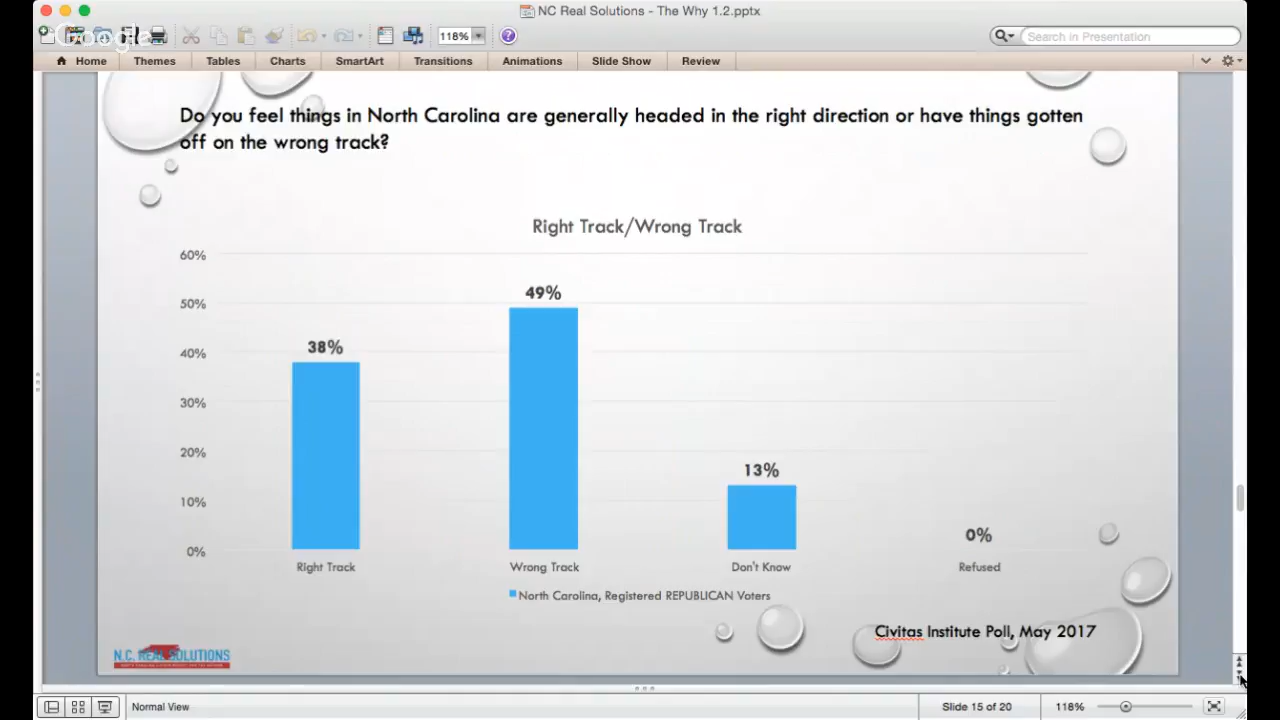 NC Real Solutions - The Why 1.2.pptx
Google
118%
Search in Presentation
Home Themes Tables Charts SmartArt Transitions Animations Slide Show Review
Do you feel things in North Carolina are generally headed in the right direction or have things gotten
off on the wrong track?
Right Track/Wrong Track
60%
50%
40%
30%
20%
10%
0%
38%
49%
13%
0%
Right Track Wrong Track Don't Know Refused
North Carolina, Registered REPUBLICAN Voters
Civitas Institute Poll, May 2017
N.C. REAL SOLUTIONS
Normal View Slide 15 of 20 118%